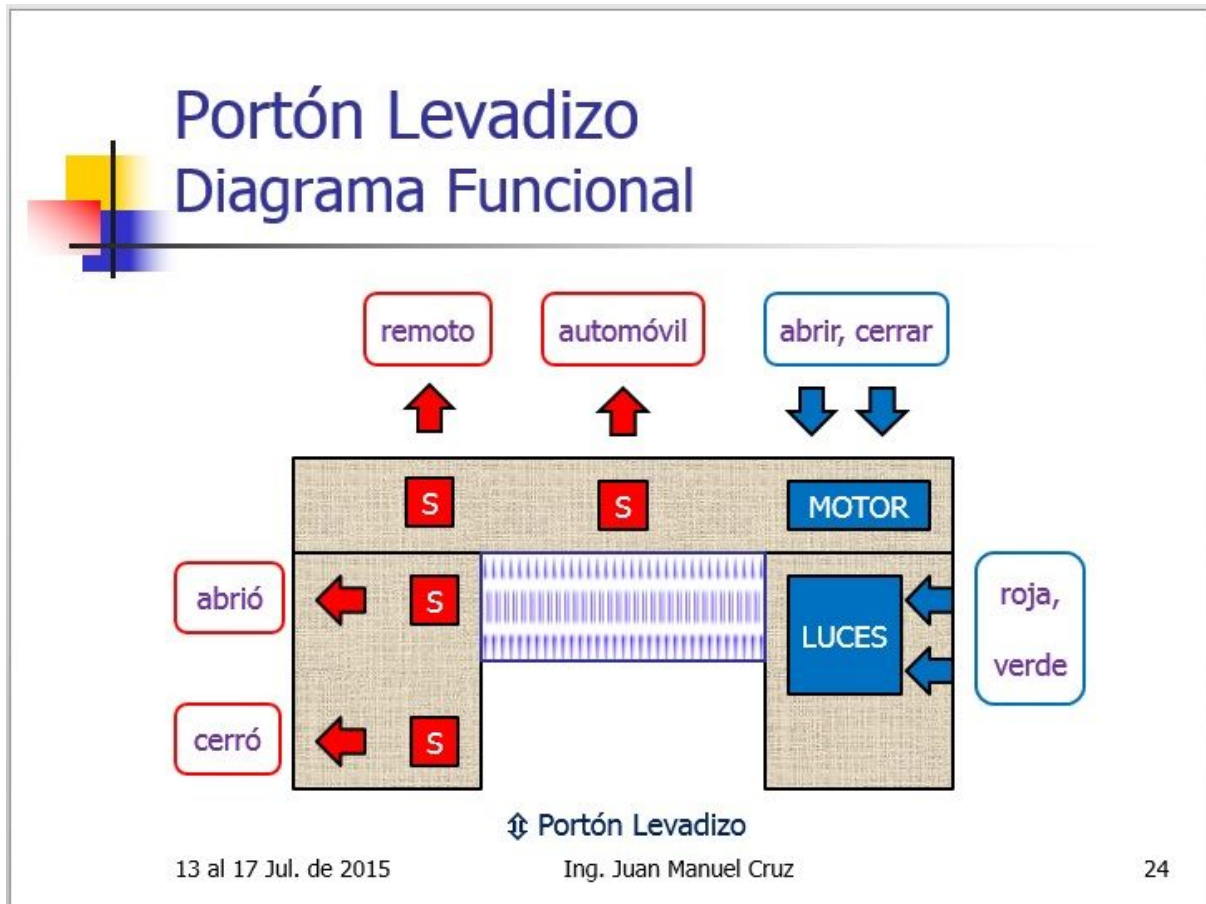 Portón Levadizo
Diagrama Funcional
remoto
automóvil
abrir, cerrar
S
S
MOTOR
abrió
S
LUCES
roja,
verde
cerró
S
⇕ Portón Levadizo
13 al 17 Jul. de 2015
Ing. Juan Manuel Cruz
24